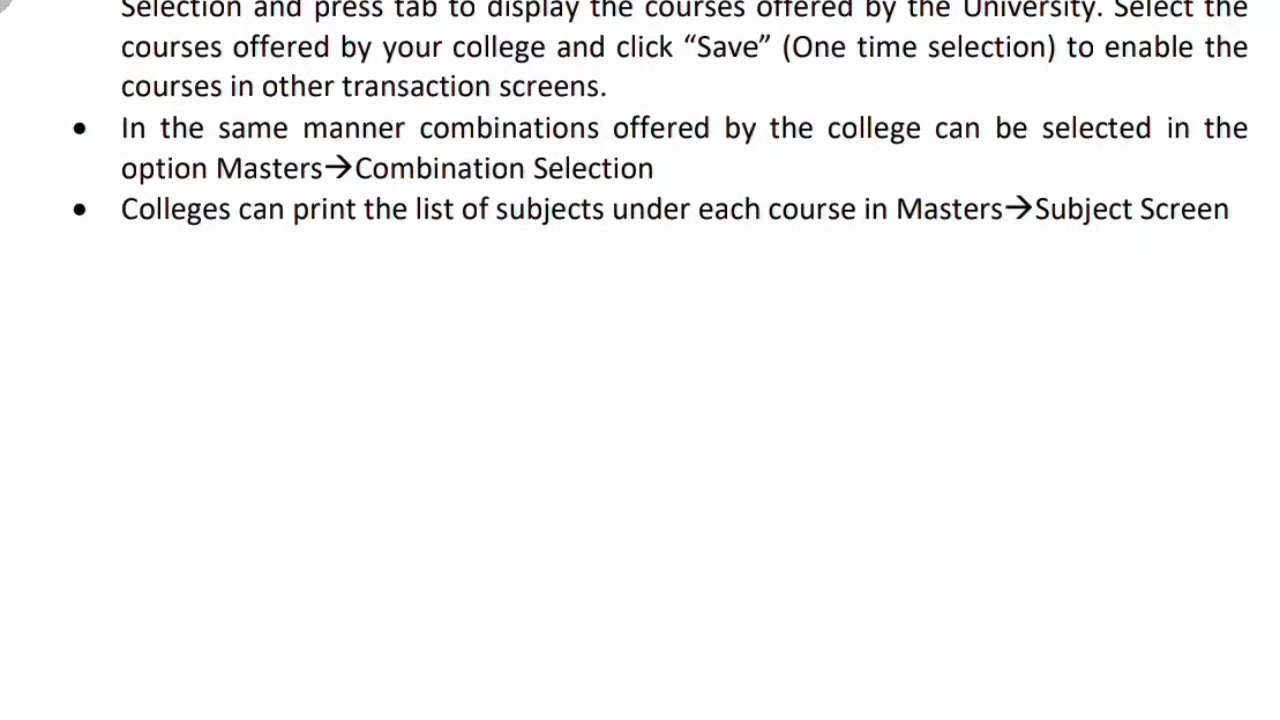 Selection and press tab to display the courses offered by the University. Select the
courses offered by your college and click “Save” (One time selection) to enable the
courses in other transaction screens.
• In the same manner combinations offered by the college can be selected in the
option Masters→Combination Selection
• Colleges can print the list of subjects under each course in Masters→Subject Screen